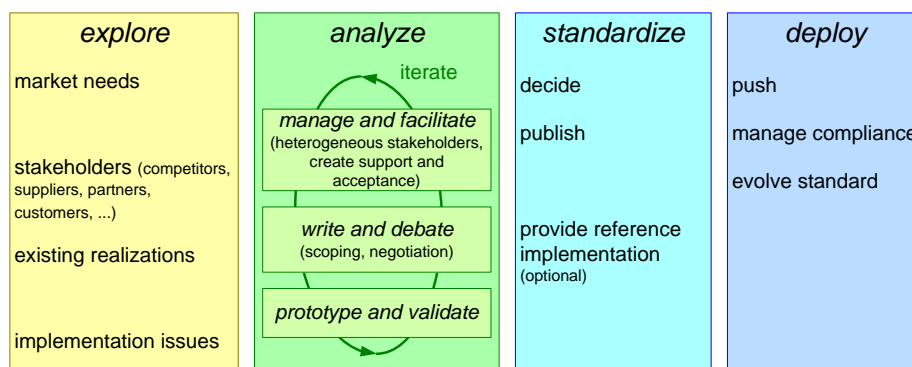 explore
market needs
stakeholders (competitors,
suppliers, partners,
customers, ...)
existing realizations
implementation issues
analyze
iterate
manage and facilitate
(heterogeneous stakeholders,
create support and
acceptance)
write and debate
(scoping, negotiation)
prototype and validate
standardize
decide
publish
provide reference
implementation
(optional)
deploy
push
manage compliance
evolve standard